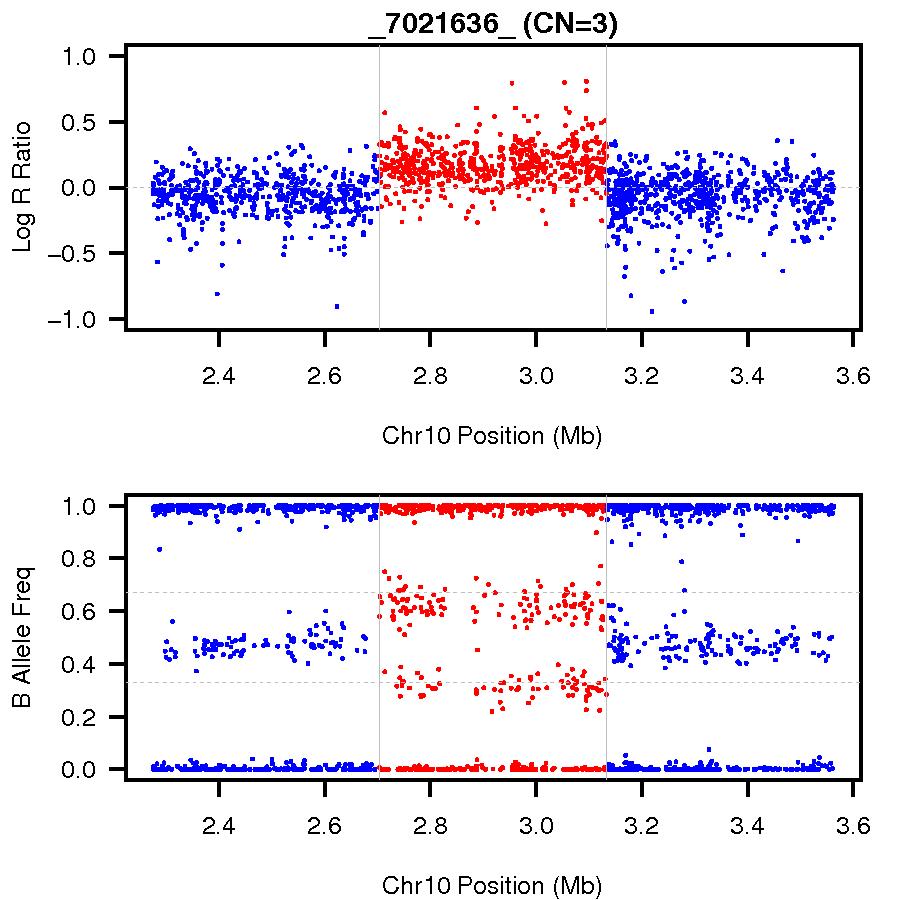 _7021636_ (CN=3)
1.0
0.5
0.0
−0.5
−1.0
Log R Ratio
2.4 2.6 2.8 3.0 3.2 3.4 3.6
Chr10 Position (Mb)
1.0
0.8
0.6
0.4
0.2
0.0
B Allele Freq
2.4 2.6 2.8 3.0 3.2 3.4 3.6
Chr10 Position (Mb)